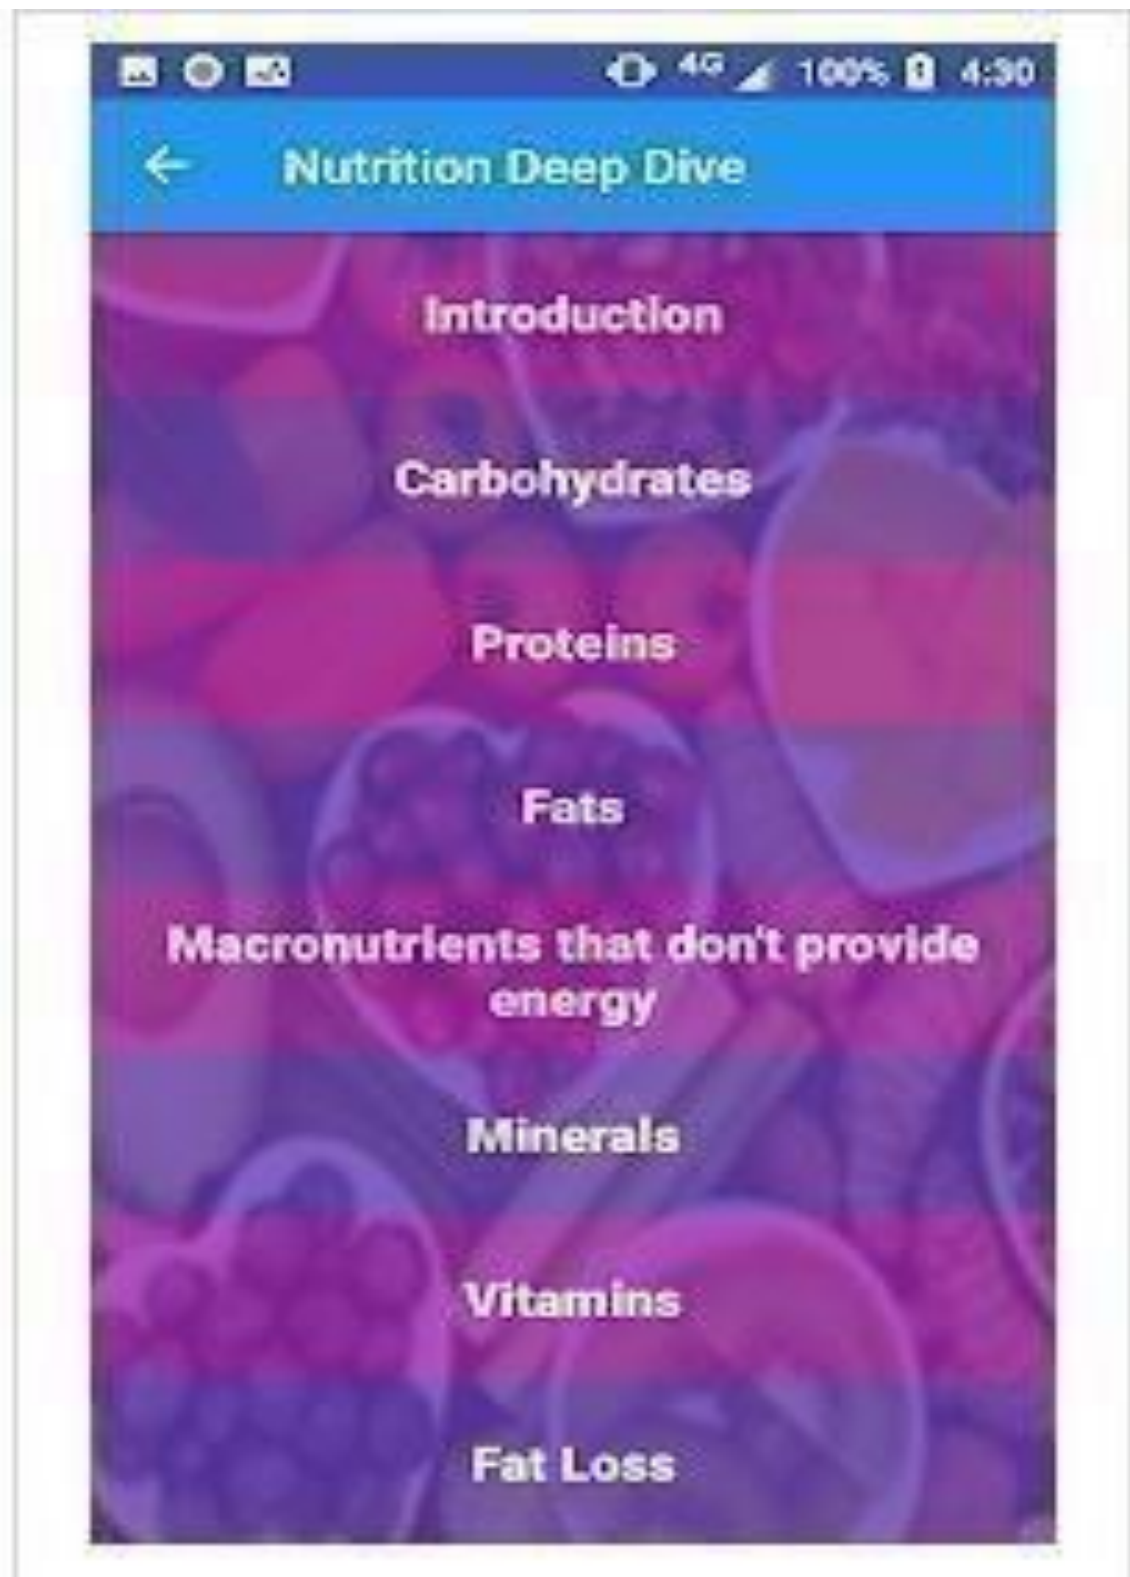 4G 100% 4:30
Nutrition Deep Dive
Introduction
Carbohydrates
Proteins
Fats
Macronutrients that don't provide
energy
Minerals
Vitamins
Fat Loss